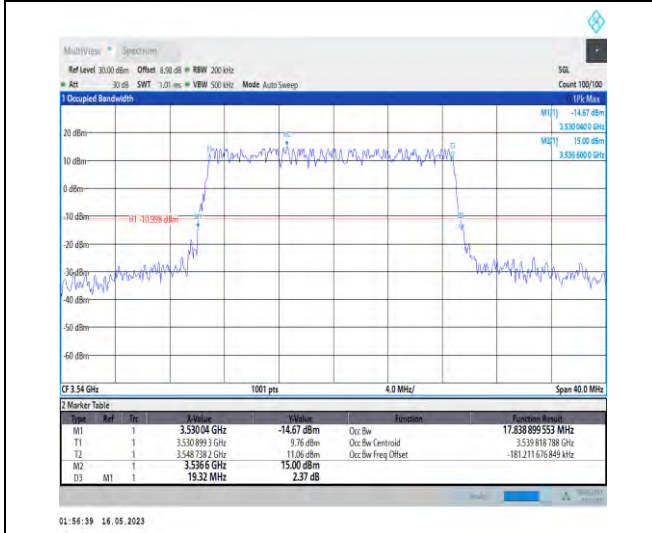 MultiView Spectrum
Ref Level 30.00 dBm Offset 8.98 dB RBW 200 kHz SGL
Att 30 dB SWT 1.01 ms VBW 500 kHz Mode Auto Sweep Count 100/100
1 Occupied Bandwidth 1Pk Max
M1[1] -14.67 dBm
3.530 040 0 GHz
M2[1] 15.00 dBm
3.536 600 0 GHz
M2
T1
T2
20 dBm
10 dBm
0 dBm
-10 dBm
H1 -10.998 dBm
M1
D3
-30 dBm
-40 dBm
-50 dBm
-60 dBm
CF 3.54 GHz 1001 pts 4.0 MHz/ Span 40.0 MHz
2 Marker Table
Type Ref Trc X-Value Y-Value Function Function Result
M1 1 3.53004 GHz -14.67 dBm Occ Bw 17.838 899 553 MHz
T1 1 3.530 899 3 GHz 9.76 dBm Occ Bw Centroid 3.539 818 788 GHz
T2 1 3.548 738 2 GHz 11.06 dBm Occ Bw Freq Offset -181.211 676 849 kHz
M2 1 3.536 6 GHz 15.00 dBm
D3 M1 1 19.32 MHz 2.37 dB
Ready
01:56:39 16.05.2023